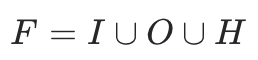 F = I ∪ O ∪ H